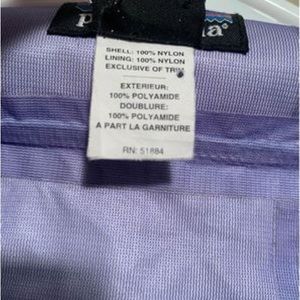 SHELL: 100% NYLON
LINING: 100% NYLON
EXCLUSIVE OF TRIM
EXTERIEUR:
100% POLYAMIDE
DOUBLURE:
100% POLYAMIDE
A PART LA GARNITURE
RN: 51884